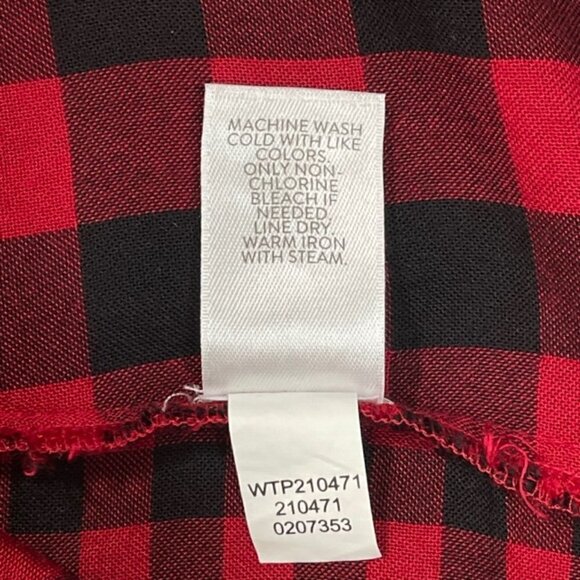 MACHINE WASH
COLD WITH LIKE
COLORS.
ONLY NON-
CHLORINE
BLEACH IF
NEEDED.
LINE DRY.
WARM IRON
WITH STEAM.
WTP210471
210471
0207353